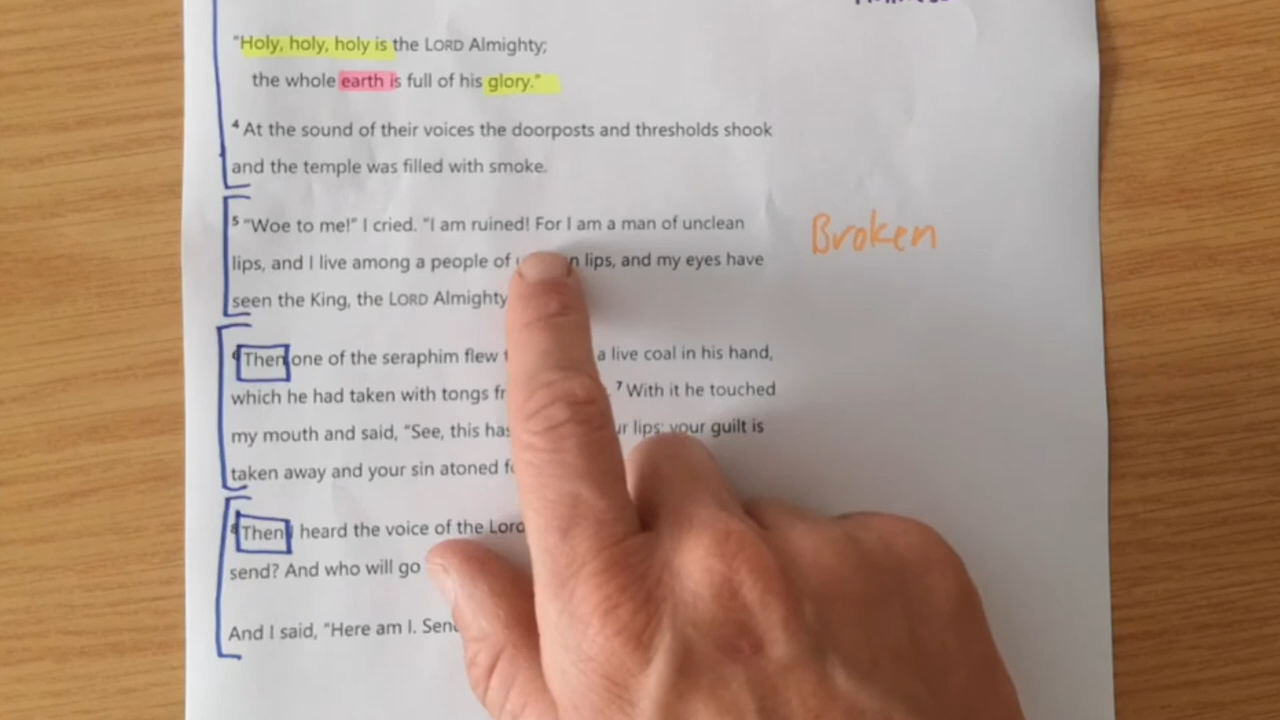 "Holy, holy, holy is the LORD Almighty;
the whole earth is full of his glory."
4 At the sound of their voices the doorposts and thresholds shook
and the temple was filled with smoke.
5 "Woe to me!" I cried. "I am ruined! For I am a man of unclean
Broken
lips, and I live among a people of lips, and my eyes have
seen the King, the LORD Almighty
Then one of the seraphim flew a live coal in his hand,
which he had taken with tongs 7 With it he touched
my mouth and said, "See, this has lips; your guilt is
taken away and your sin atoned
8 Then I heard the voice of the Lord
send? And who will go
And I said, "Here am I. Send